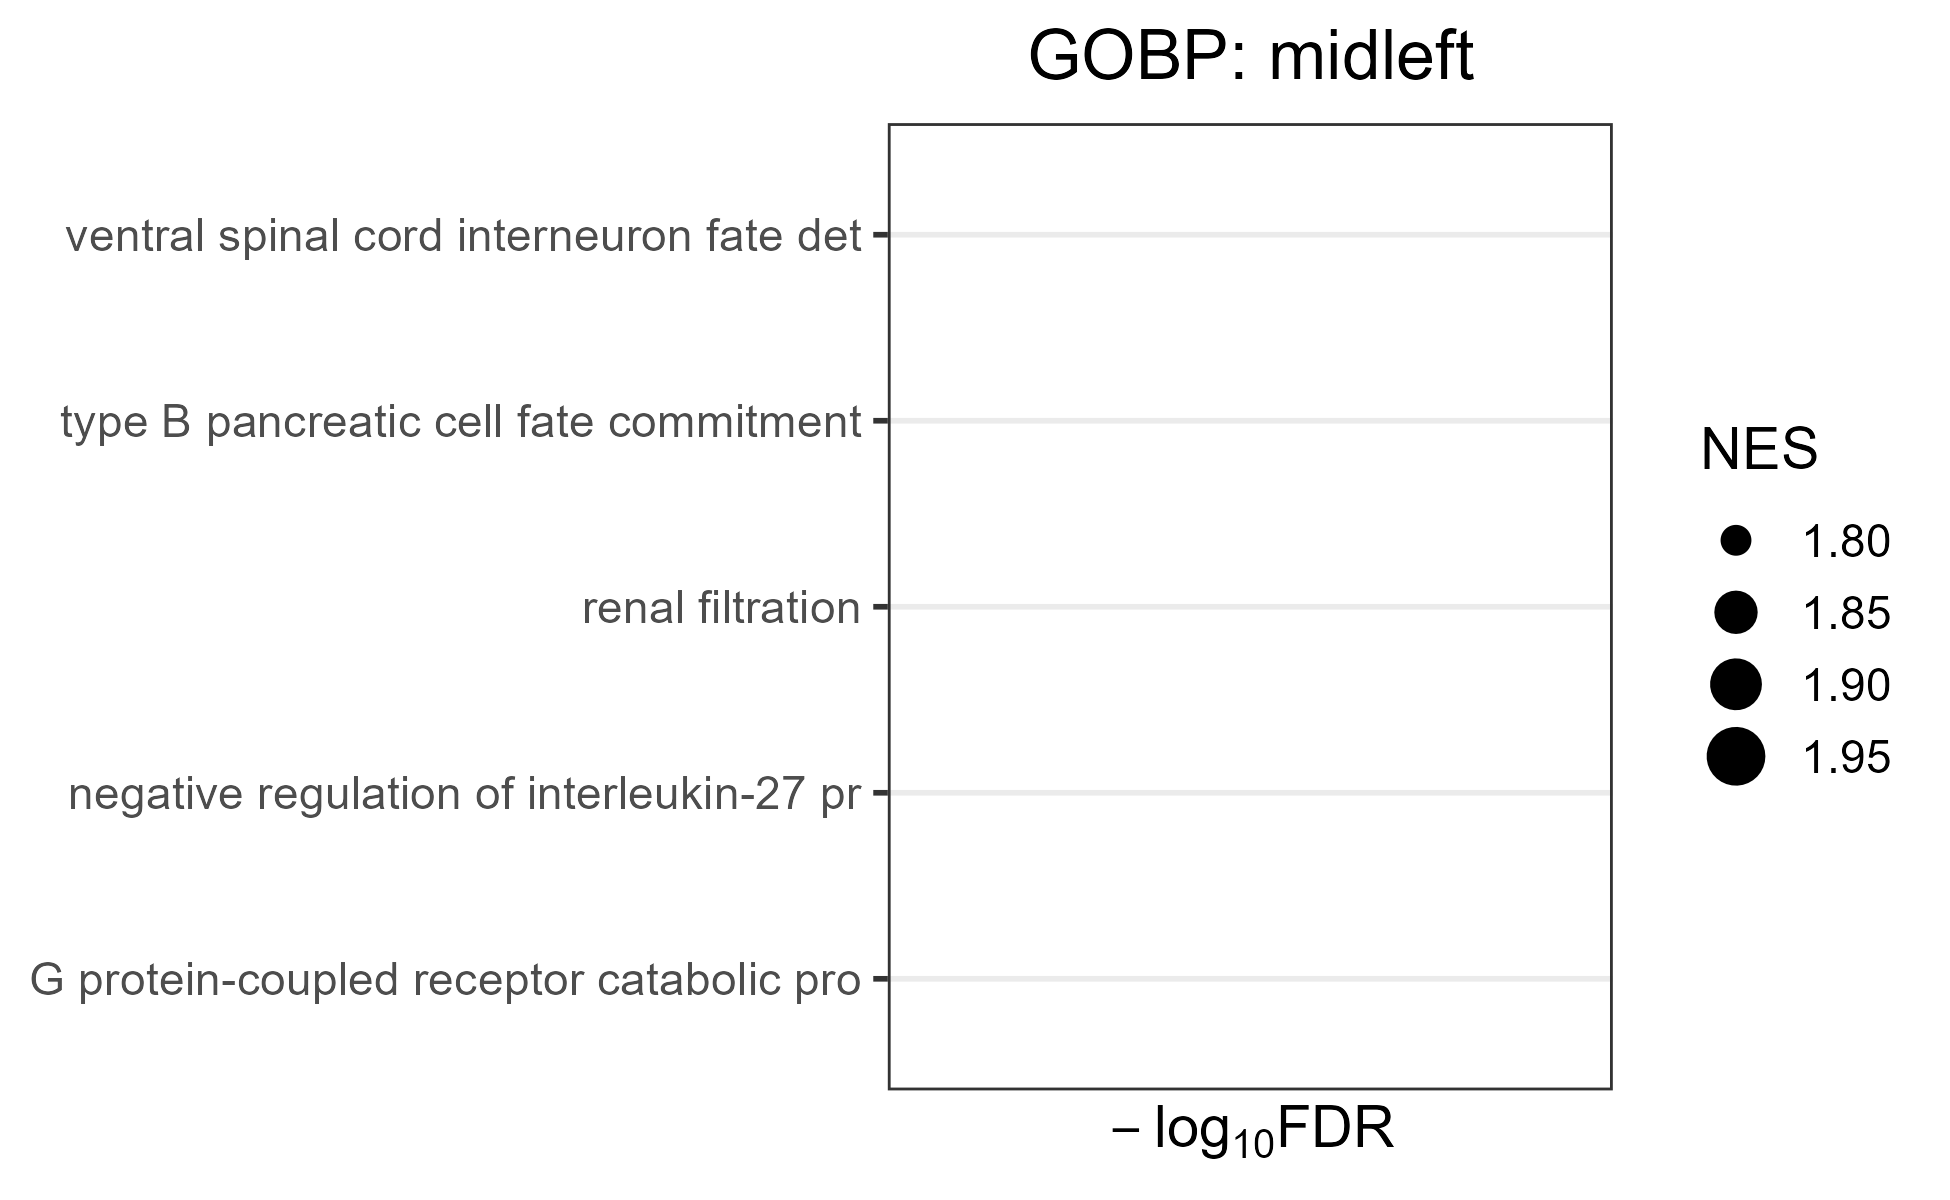 GOBP: midleft
ventral spinal cord interneuron fate det
type B pancreatic cell fate commitment
renal filtration
negative regulation of interleukin-27 pr
G protein-coupled receptor catabolic pro
− log₁₀FDR
NES
1.80
1.85
1.90
1.95